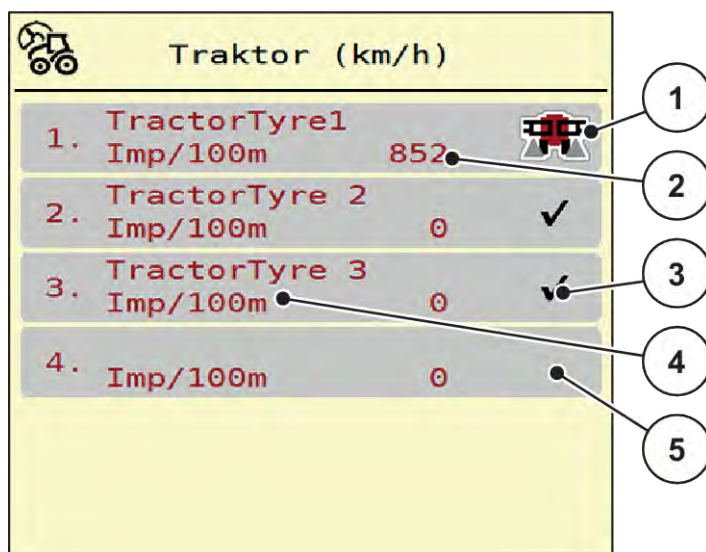 Traktor (km/h)
1. TractorTyre1
Imp/100m 852
2. TractorTyre 2
Imp/100m 0
3. TractorTyre 3
Imp/100m 0
4.
Imp/100m 0
1
2
3
4
5